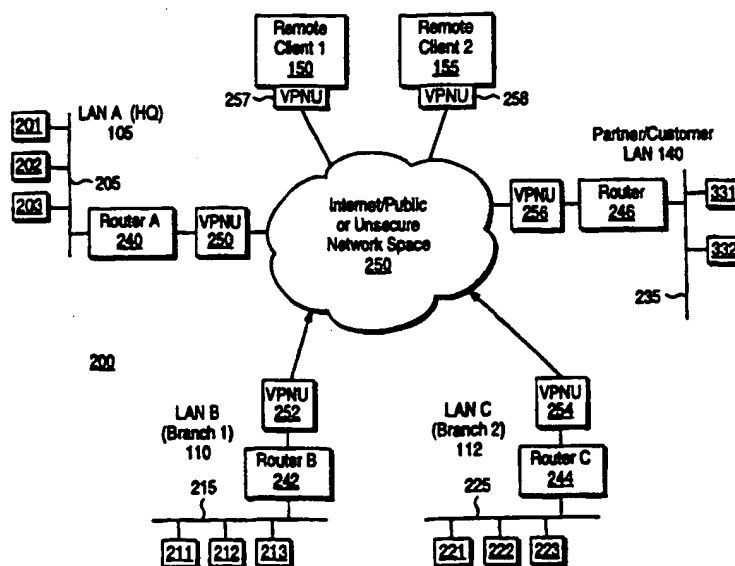 Remote
Client 1
150
Remote
Client 2
155
257
VPNU
VPNU
258
LAN A (HQ)
105
201
202
203
205
Router A
240
VPNU
250
Internet/Public
or Unsecure
Network Space
250
Partner/Customer
LAN 140
VPNU
256
Router
246
331
332
235
200
VPNU
252
LAN B
(Branch 1)
110
Router B
242
215
211
212
213
VPNU
254
LAN C
(Branch 2)
112
Router C
244
225
221
222
223